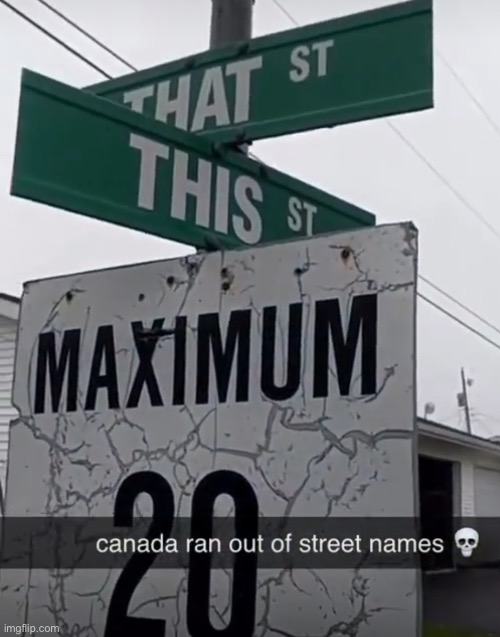 THAT ST
THIS ST
MAXIMUM
20
canada ran out of street names 💀
imgflip.com